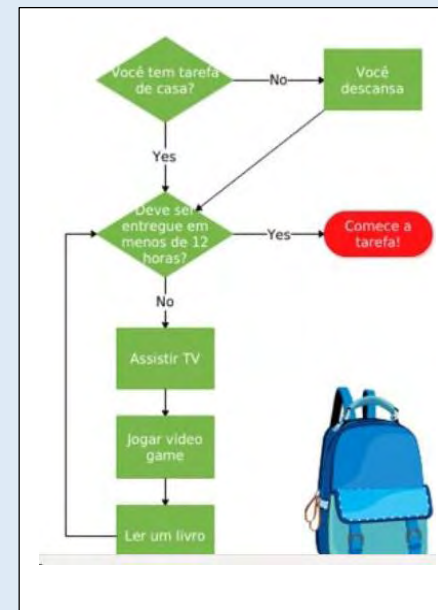 Você tem tarefa
de casa?
No
Você
descansa
Yes
Deve ser
entregue em
menos de 12
horas?
Yes
Comece a
tarefa!
No
Assistir TV
Jogar video
game
Ler um livro